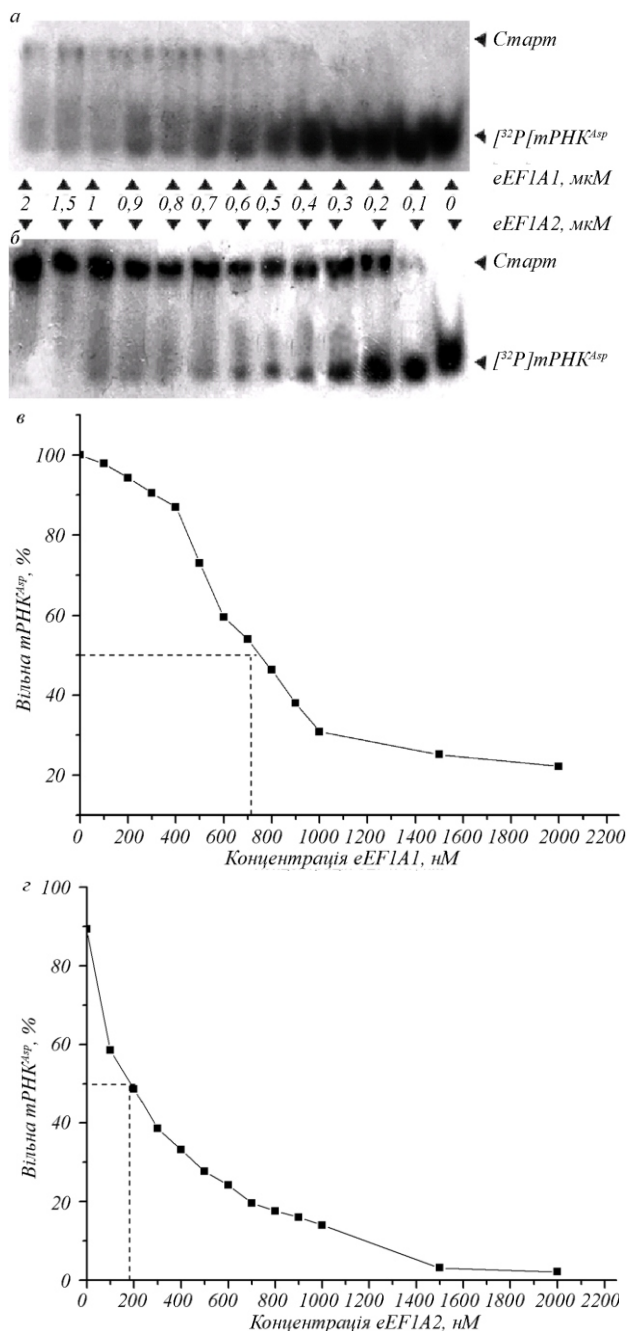 а
Старт
[³²P[тРНКᴬˢᵖ
eEF1A1, мкМ
2 1,5 1 0,9 0,8 0,7 0,6 0,5 0,4 0,3 0,2 0,1 0
eEF1A2, мкМ
б
Старт
[³²P]тРНКᴬˢᵖ
в
100
80
60
40
20
Вільна тРНКᴬˢᵖ, %
0 200 400 600 800 1000 1200 1400 1600 1800 2000 2200
Концентрація eEF1A1, нМ
г
100
80
60
40
20
0
Вільна тРНКᴬˢᵖ, %
0 200 400 600 800 1000 1200 1400 1600 1800 2000 2200
Концентрація eEF1A2, нМ